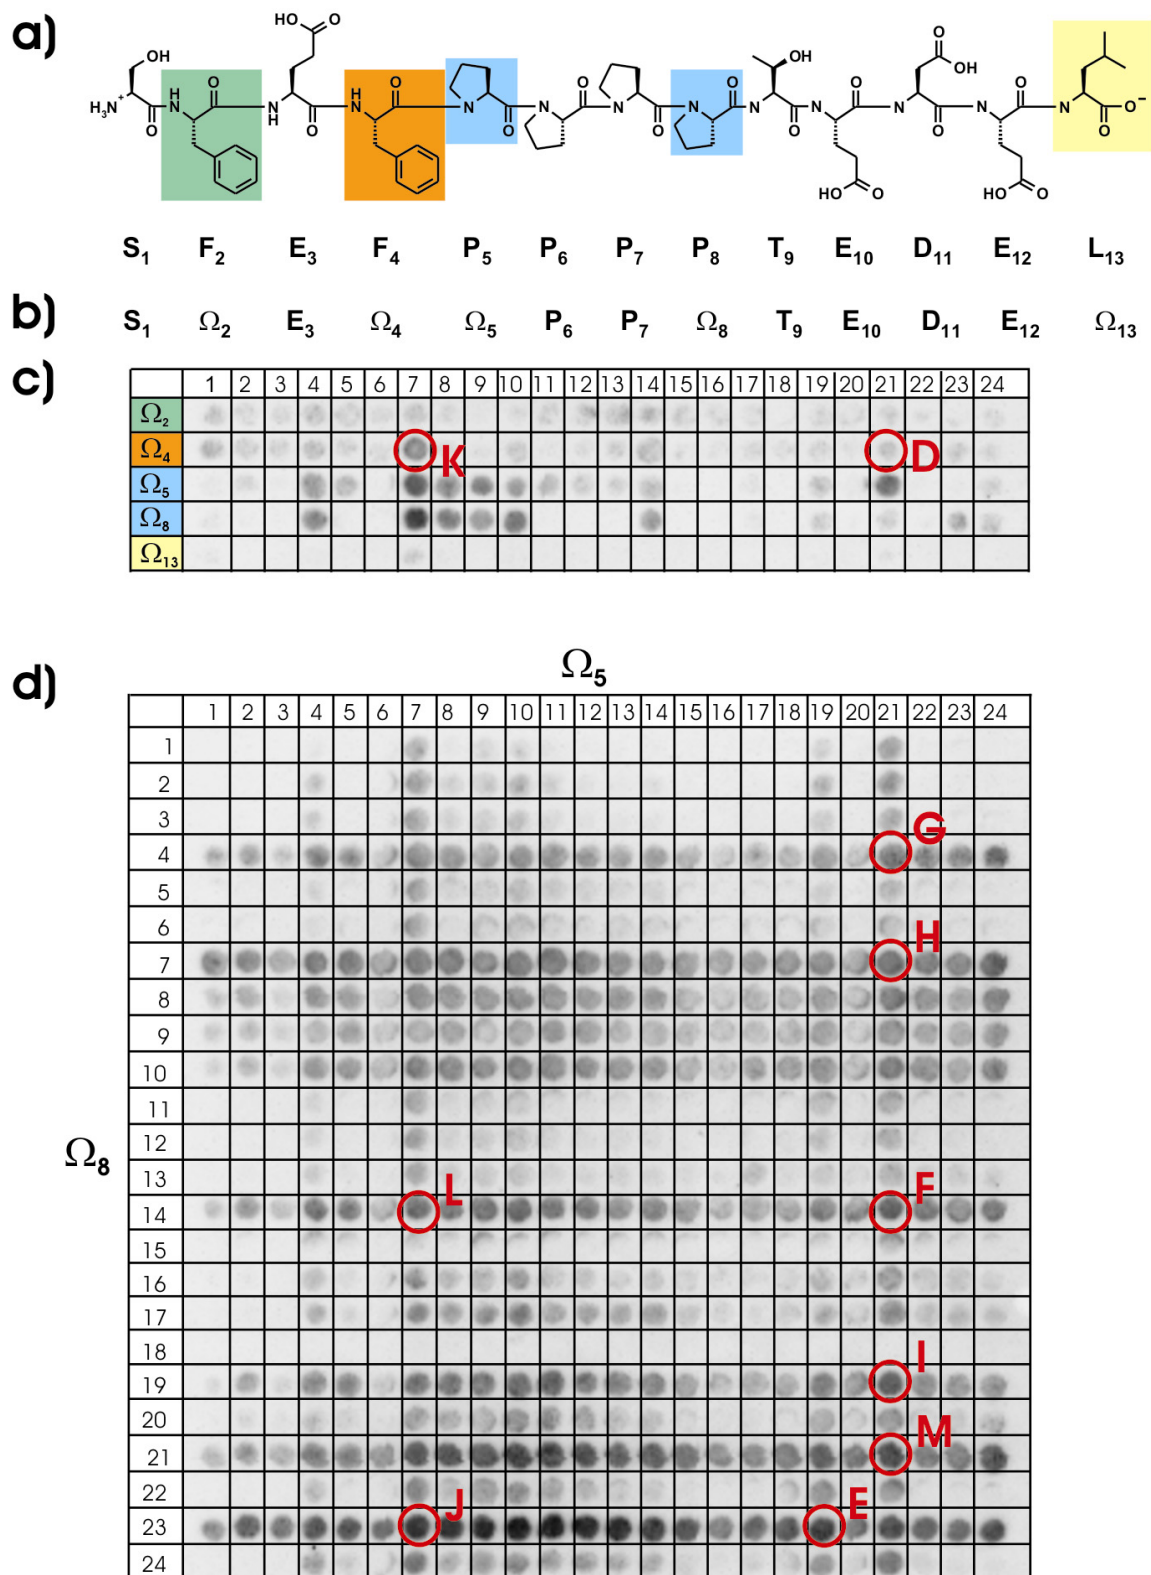 a)
HO O
OH O O O O O OH O OH O O
H3N+ H N N H H N N N N N N N N N O−
O O O O O O O O
HO O HO O
S1 F2 E3 F4 P5 P6 P7 P8 T9 E10 D11 E12 L13
b)
S1 Ω2 E3 Ω4 Ω5 P6 P7 Ω8 T9 E10 D11 E12 Ω13
c)
1 2 3 4 5 6 7 8 9 10 11 12 13 14 15 16 17 18 19 20 21 22 23 24
Ω2
Ω4 K D
Ω5
Ω8
Ω13
d)
Ω5
1 2 3 4 5 6 7 8 9 10 11 12 13 14 15 16 17 18 19 20 21 22 23 24
1
2
3
4 G
5
6
7 H
8
9
10
11
Ω8
12
13
14 L F
15
16
17
18
19 I
20
21 M
22
23 J E
24